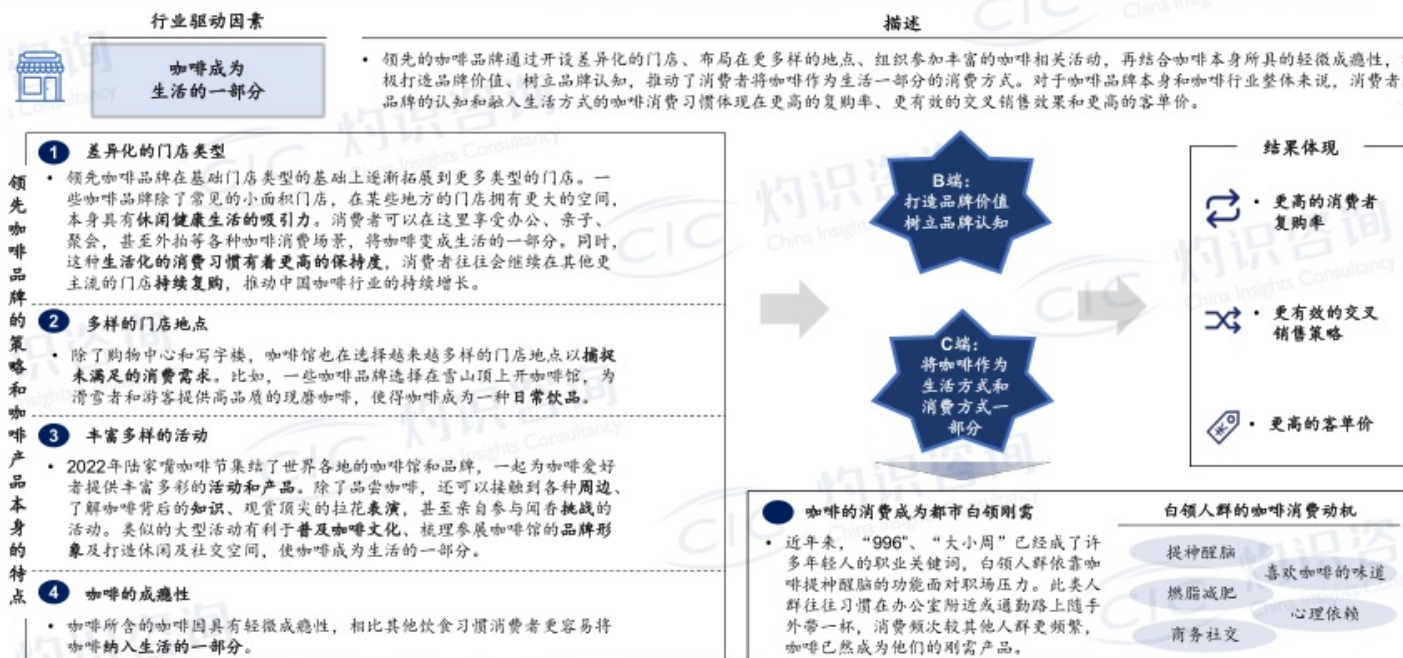 行业驱动因素
描述
咖啡成为
生活的一部分
• 领先的咖啡品牌通过开设差异化的门店、布局在更多样的地点、组织参加丰富的咖啡相关活动，再结合咖啡本身所具的轻微成瘾性，
极打造品牌价值、树立品牌认知，推动了消费者将咖啡作为生活一部分的消费方式。对于咖啡品牌本身和咖啡行业整体来说，消费者
品牌的认知和融入生活方式的咖啡消费习惯体现在更高的复购率、更有效的交叉销售效果和更高的客单价。
领先咖啡品牌的策略和咖啡产品本身的特点
1 差异化的门店类型
• 领先咖啡品牌在基础门店类型的基础上逐渐拓展到更多类型的门店。一
些咖啡品牌除了常见的小面积门店，在某些地方的门店拥有更大的空间，
本身具有休闲健康生活的吸引力。消费者可以在这里享受办公、亲子、
聚会，甚至外拍等各种咖啡消费场景，将咖啡变成生活的一部分。同时，
这种生活化的消费习惯有着更高的保持度，消费者往往会继续在其他更
主流的门店持续复购，推动中国咖啡行业的持续增长。
2 多样的门店地点
• 除了购物中心和写字楼，咖啡馆也在选择越来越多样的门店地点以捕捉
未满足的消费需求。比如，一些咖啡品牌选择在雪山顶上开咖啡馆，为
滑雪者和游客提供高品质的现磨咖啡，使得咖啡成为一种日常饮品。
3 丰富多样的活动
• 2022年陆家嘴咖啡节集结了世界各地的咖啡馆和品牌，一起为咖啡爱好
者提供丰富多彩的活动和产品。除了品尝咖啡，还可以接触到各种周边、
了解咖啡背后的知识、观赏顶尖的拉花表演，甚至亲自参与闻香挑战的
活动。类似的大型活动有利于普及咖啡文化、梳理参展咖啡馆的品牌形
象及打造休闲及社交空间，使咖啡成为生活的一部分。
4 咖啡的成瘾性
• 咖啡所含的咖啡因具有轻微成瘾性，相比其他饮食习惯消费者更容易将
咖啡纳入生活的一部分。
B端：
打造品牌价值
树立品牌认知
C端：
将咖啡作为
生活方式和
消费方式一
部分
结果体现
• 更高的消费者
复购率
• 更有效的交叉
销售策略
• 更高的客单价
咖啡的消费成为都市白领刚需
• 近年来，“996”、“大小周”已经成了许
多年轻人的职业关键词，白领人群依靠咖
啡提神醒脑的功能面对职场压力。此类人
群往往习惯在办公室附近或通勤路上随手
外带一杯，消费频次较其他人群更频繁，
咖啡已然成为他们的刚需产品。
白领人群的咖啡消费动机
提神醒脑
喜欢咖啡的味道
燃脂减肥
心理依赖
商务社交
CIC 灼识咨询
China Insights Consultancy